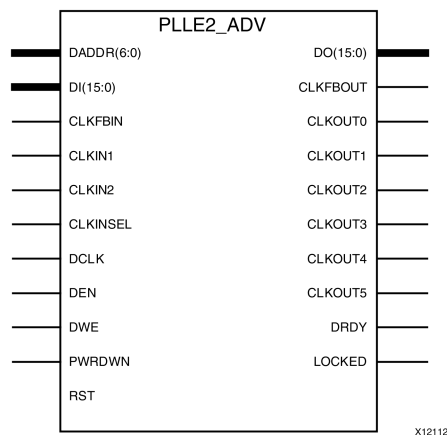 PLLE2_ADV
DADDR(6:0) DO(15:0)
DI(15:0) CLKFBOUT
CLKFBIN CLKOUT0
CLKIN1 CLKOUT1
CLKIN2 CLKOUT2
CLKINSEL CLKOUT3
DCLK CLKOUT4
DEN CLKOUT5
DWE DRDY
PWRDWN LOCKED
RST
X12112